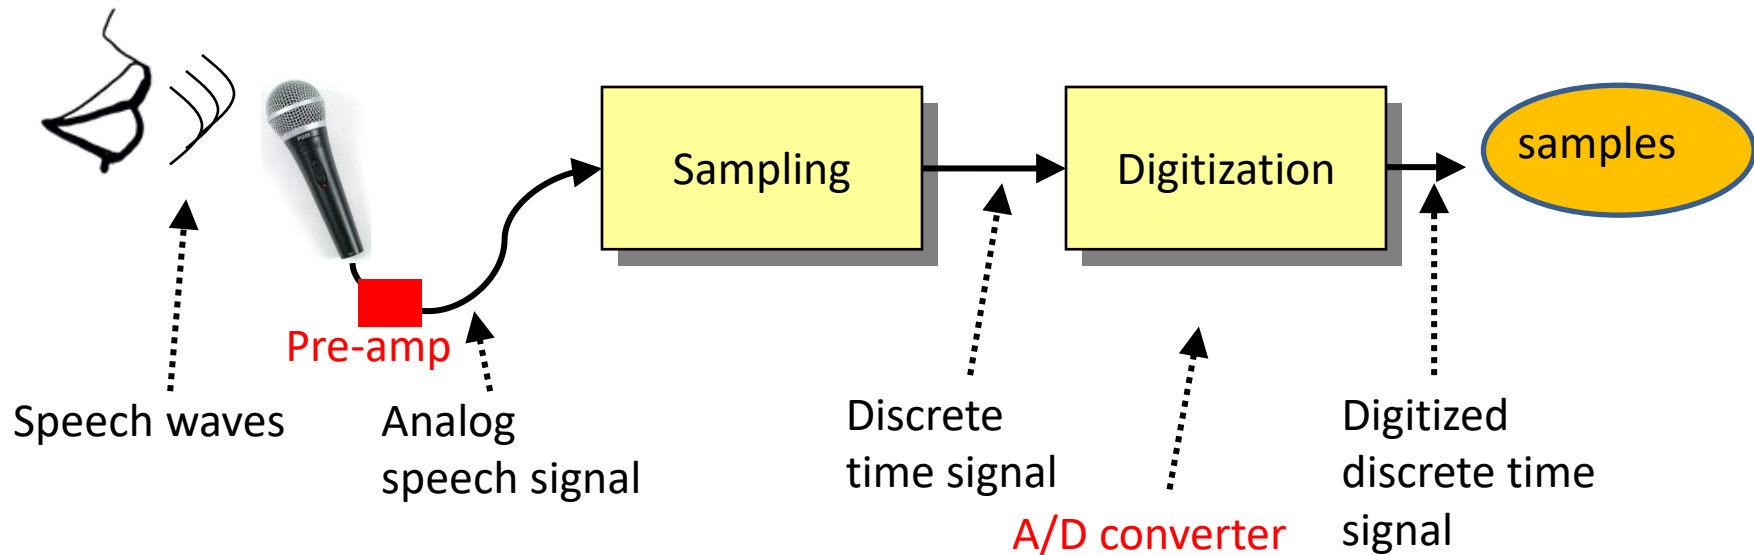 samples
Sampling
Digitization
Pre-amp
Speech waves
Analog
speech signal
Discrete
time signal
A/D converter
Digitized
discrete time
signal